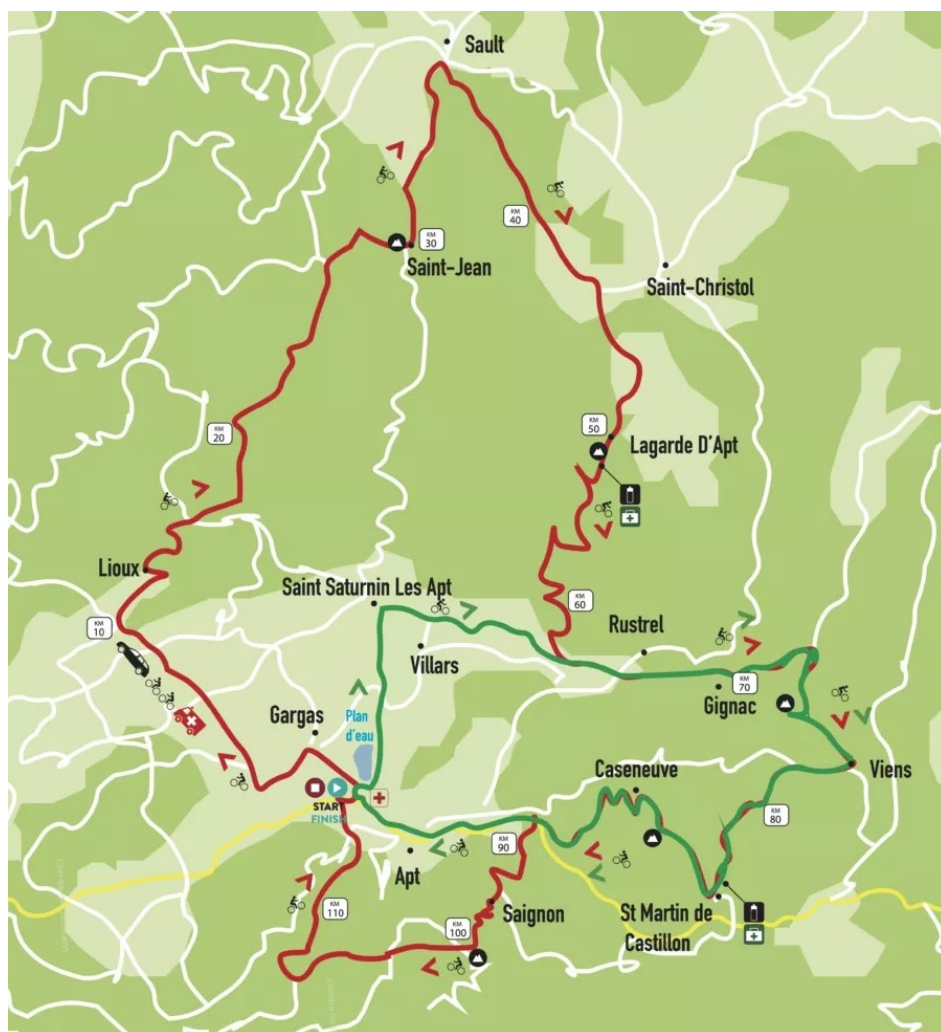 Sault
KM
30
Saint-Jean
KM
40
Saint-Christol
KM
20
KM
50
Lagarde D'Apt
Lioux
KM
10
Saint Saturnin Les Apt
KM
60
Rustrel
Villars
KM
70
Gignac
Gargas
Plan
d'eau
START
FINISH
Caseneuve
Viens
KM
80
KM
90
Apt
Saignon
St Martin de
Castillon
KM
110
KM
100